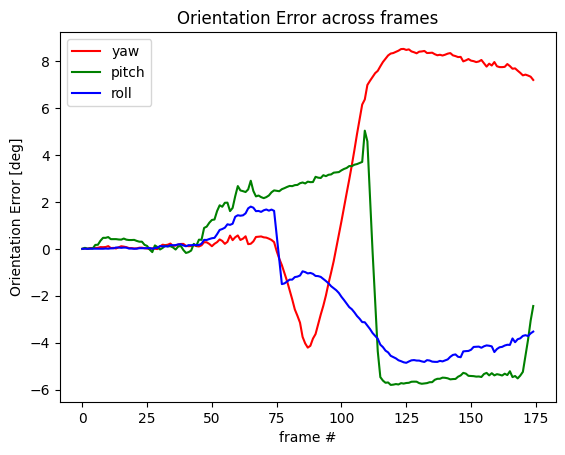 Orientation Error across frames
yaw
pitch
roll
Orientation Error [deg]
8
6
4
2
0
−2
−4
−6
0 25 50 75 100 125 150 175
frame #